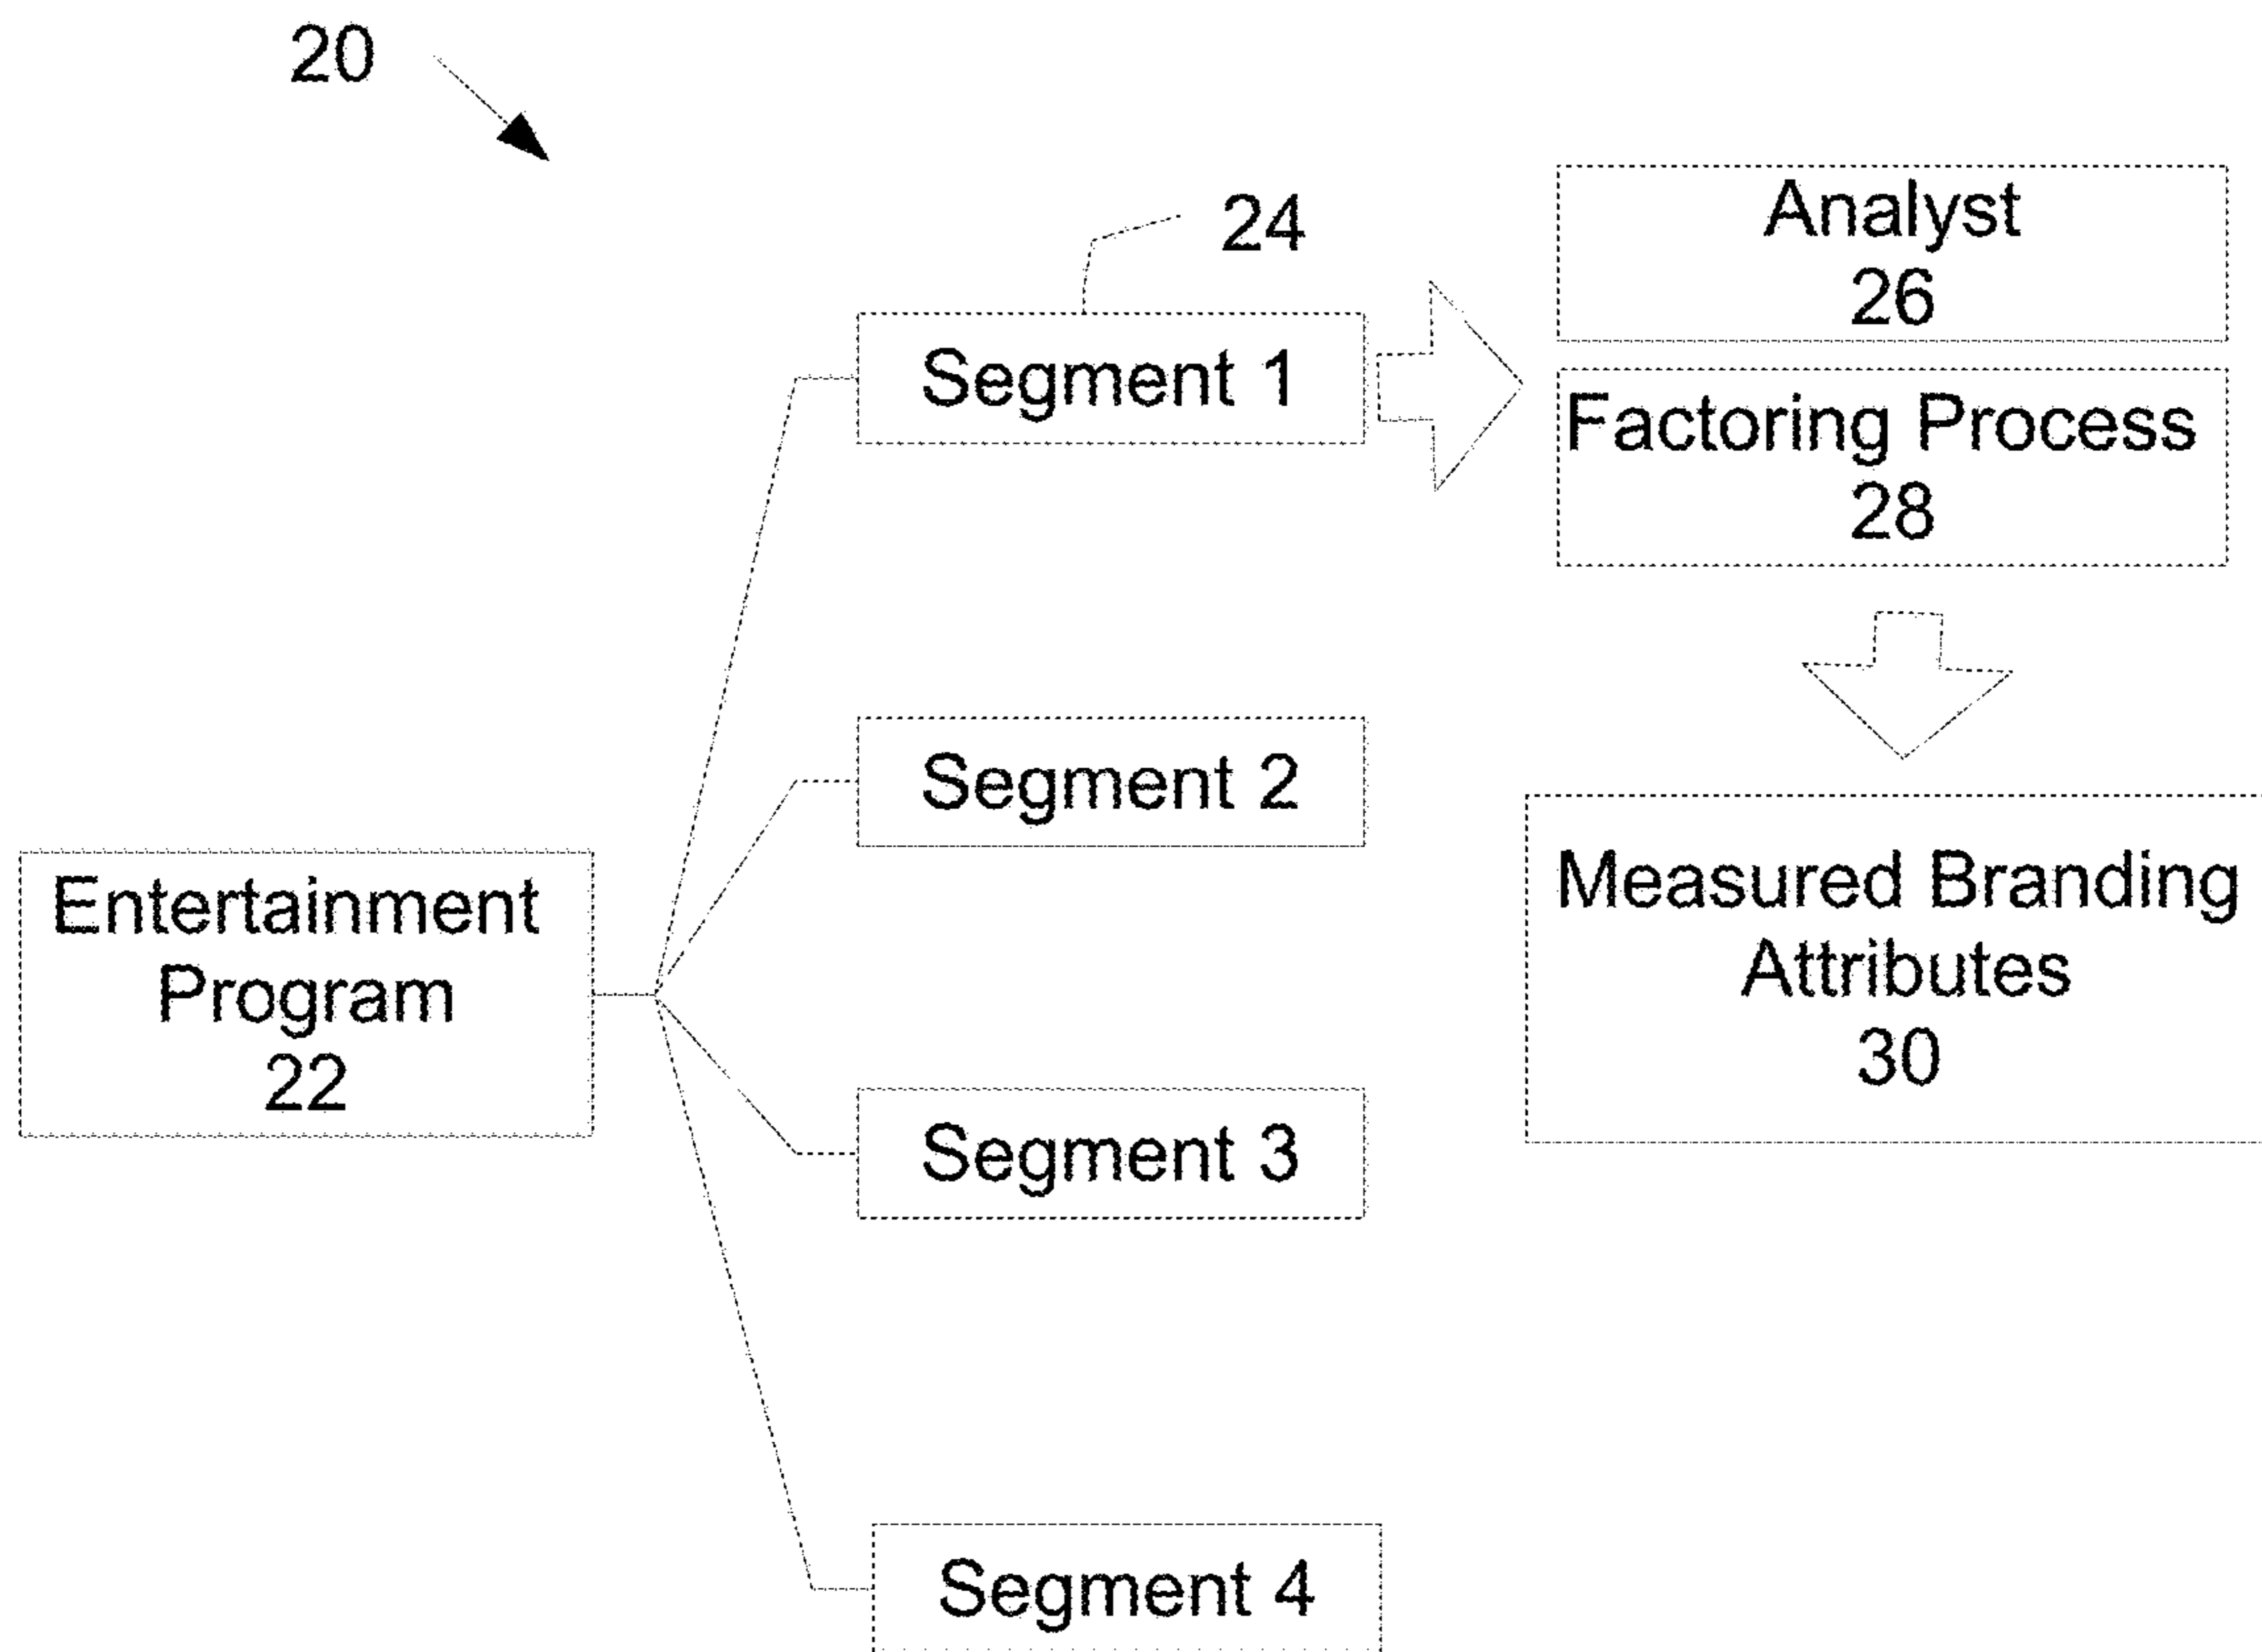 20
24
Analyst
26
Segment 1
Factoring Process
28
Segment 2
Entertainment
Program
22
Measured Branding
Attributes
30
Segment 3
Segment 4